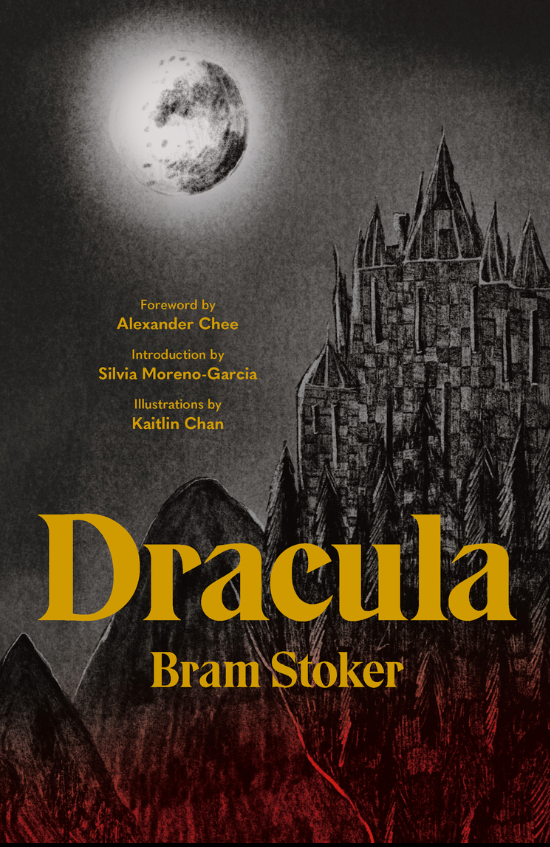 Foreword by
Alexander Chee
Introduction by
Silvia Moreno-Garcia
Illustrations by
Kaitlin Chan
Dracula
Bram Stoker